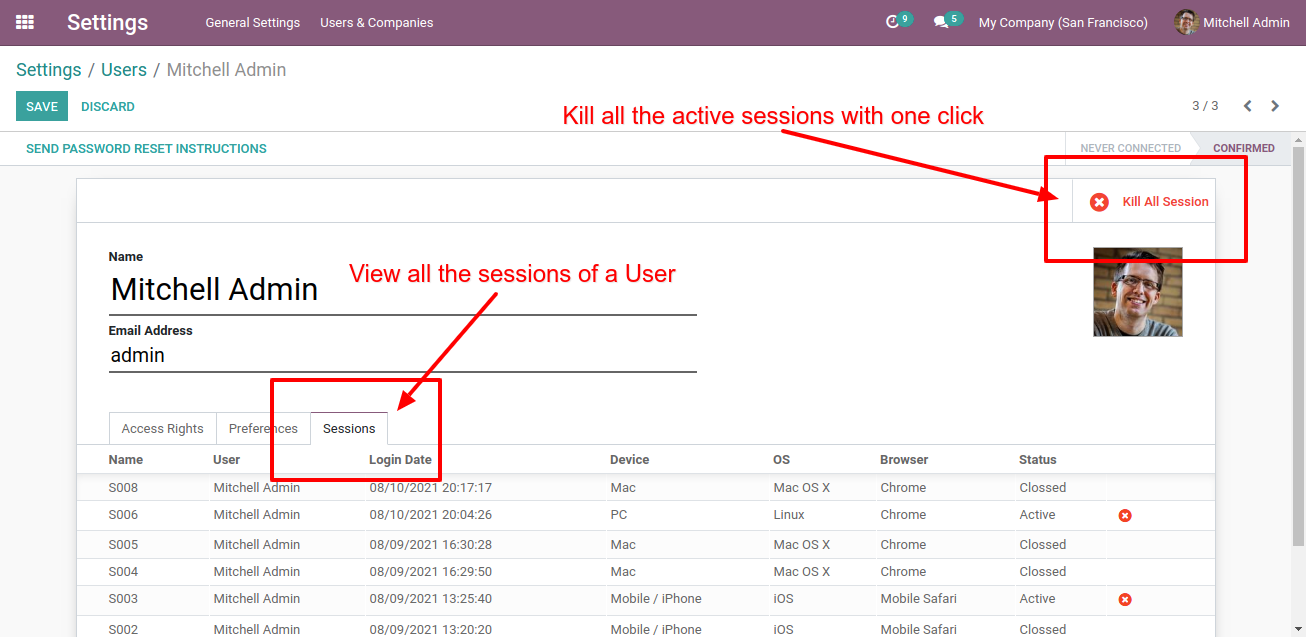 Settings General Settings Users & Companies 9 5 My Company (San Francisco) Mitchell Admin
Settings / Users / Mitchell Admin
SAVE DISCARD
Kill all the active sessions with one click
3 / 3
SEND PASSWORD RESET INSTRUCTIONS
NEVER CONNECTED CONFIRMED
Kill All Session
Name
Mitchell Admin
View all the sessions of a User
Email Address
admin
Access Rights Preferences Sessions
Name User Login Date Device OS Browser Status
S008 Mitchell Admin 08/10/2021 20:17:17 Mac Mac OS X Chrome Clossed
S006 Mitchell Admin 08/10/2021 20:04:26 PC Linux Chrome Active
S005 Mitchell Admin 08/09/2021 16:30:28 Mac Mac OS X Chrome Clossed
S004 Mitchell Admin 08/09/2021 16:29:50 Mac Mac OS X Chrome Clossed
S003 Mitchell Admin 08/09/2021 13:25:40 Mobile / iPhone iOS Mobile Safari Active
S002 Mitchell Admin 08/09/2021 13:20:20 Mobile / iPhone iOS Mobile Safari Clossed